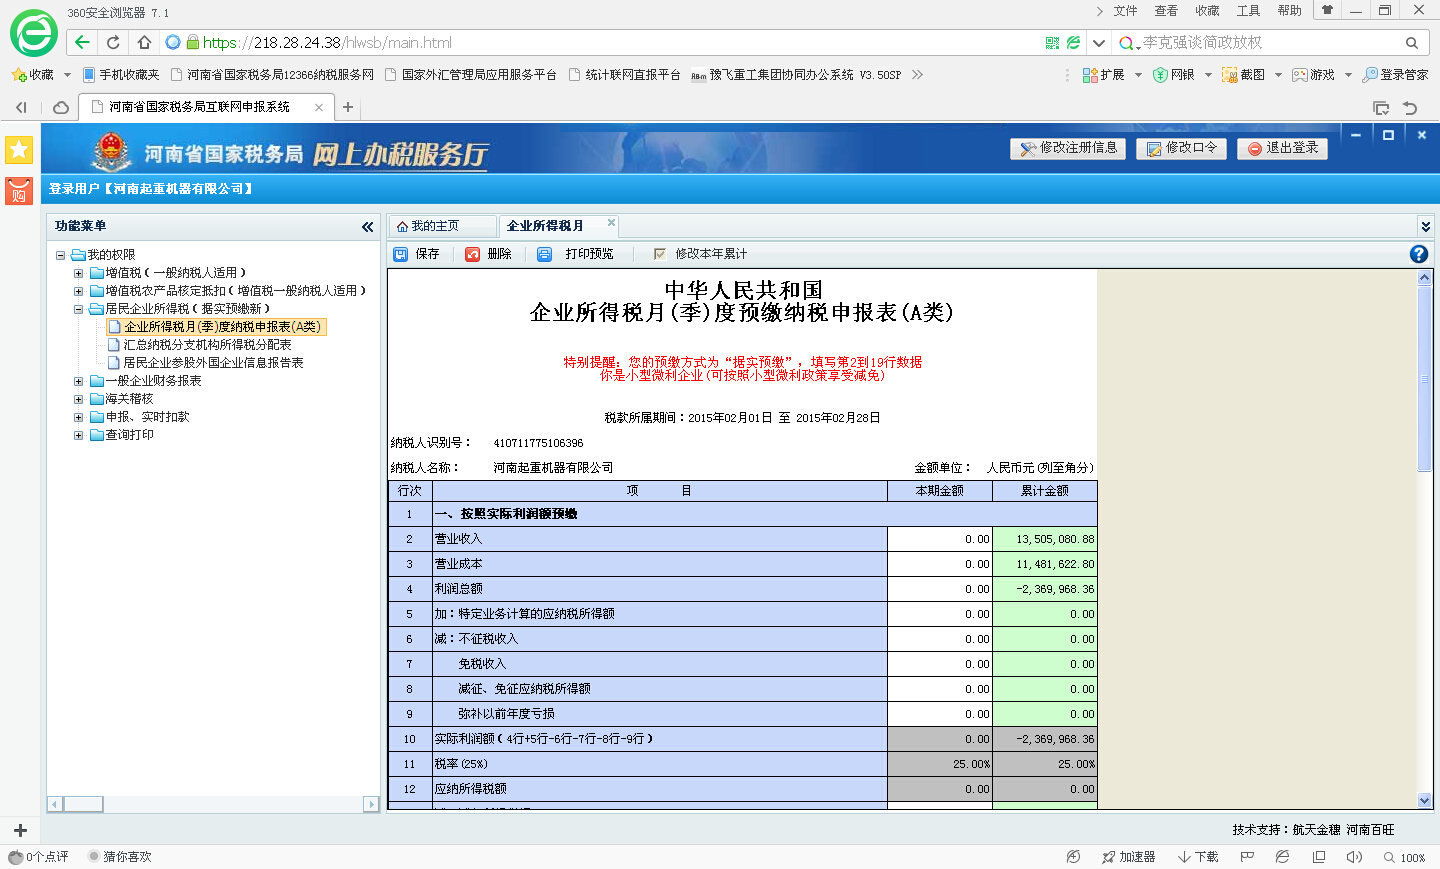 360安全浏览器 7.1
文件 查看 收藏 工具 帮助
https://218.28.24.38/hlwsb/main.html
李克强谈简政放权
收藏 手机收藏夹 河南省国家税务局12366纳税服务网 国家外汇管理局应用服务平台 统计联网直报平台 豫飞重工集团协同办公系统 V3.50SP
扩展 网银 截图 游戏 登录管家
河南省国家税务局互联网申报系统
购
河南省国家税务局 网上办税服务厅
修改注册信息 修改口令 退出登录
登录用户【河南起重机器有限公司】
功能菜单
我的主页 企业所得税月
保存 删除 打印预览 修改本年累计
我的权限
增值税(一般纳税人适用)
增值税农产品核定抵扣(增值税一般纳税人适用)
居民企业所得税(据实预缴新)
企业所得税月(季)度纳税申报表(A类)
汇总纳税分支机构所得税分配表
居民企业参股外国企业信息报告表
一般企业财务报表
海关稽核
申报、实时扣款
查询打印
中华人民共和国
企业所得税月(季)度预缴纳税申报表(A类)
特别提醒: 您的预缴方式为“据实预缴”, 填写第2到19行数据
你是小型微利企业(可按照小型微利政策享受减免)
税款所属期间:2015年02月01日 至 2015年02月28日
纳税人识别号: 410711775106396
纳税人名称: 河南起重机器有限公司 金额单位: 人民币元(列至角分)
行次 项 目 本期金额 累计金额
1 一、按照实际利润额预缴
2 营业收入 0.00 13,505,080.88
3 营业成本 0.00 11,481,622.80
4 利润总额 0.00 -2,369,968.36
5 加:特定业务计算的应纳税所得额 0.00 0.00
6 减:不征税收入 0.00 0.00
7 免税收入 0.00 0.00
8 减征、免征应纳税所得额 0.00 0.00
9 弥补以前年度亏损 0.00 0.00
10 实际利润额(4行+5行-6行-7行-8行-9行) 0.00 -2,369,968.36
11 税率(25%) 25.00% 25.00%
12 应纳所得税额 0.00 0.00
技术支持:航天金穗 河南百旺
0个点评 猜你喜欢
加速器 下载 100%